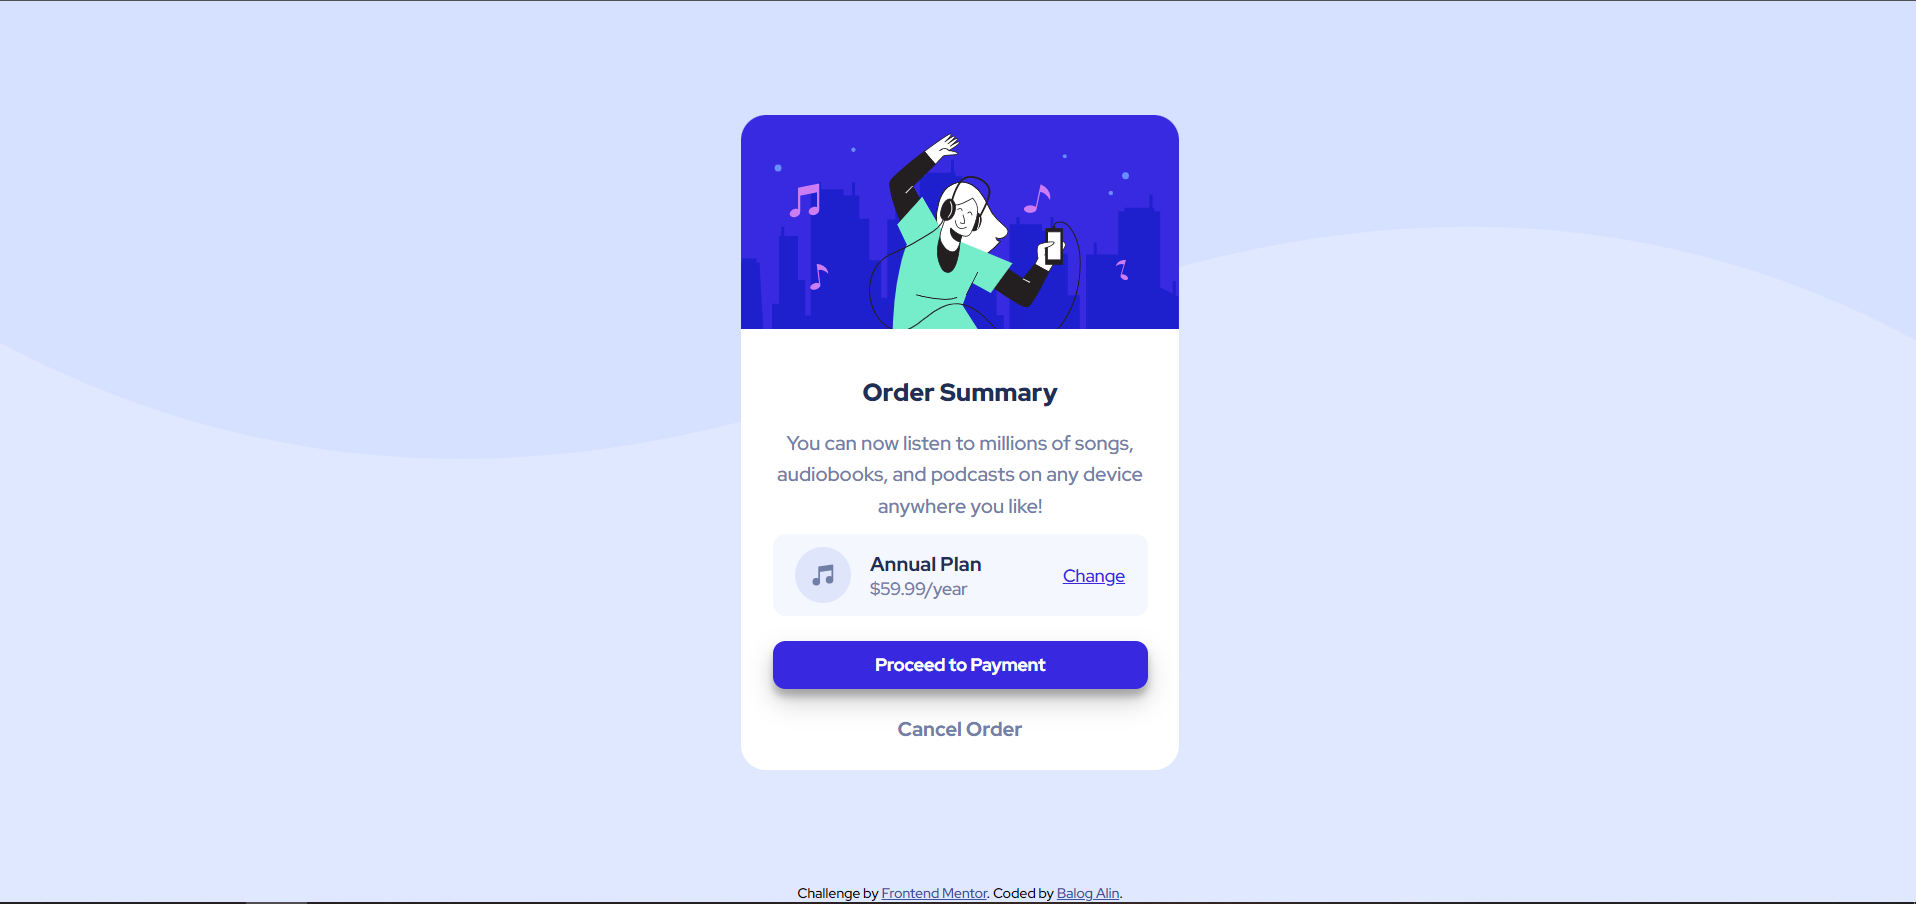 Order Summary
You can now listen to millions of songs,
audiobooks, and podcasts on any device
anywhere you like!
Annual Plan
$59.99/year
Change
Proceed to Payment
Cancel Order
Challenge by Frontend Mentor. Coded by Balog Alin.